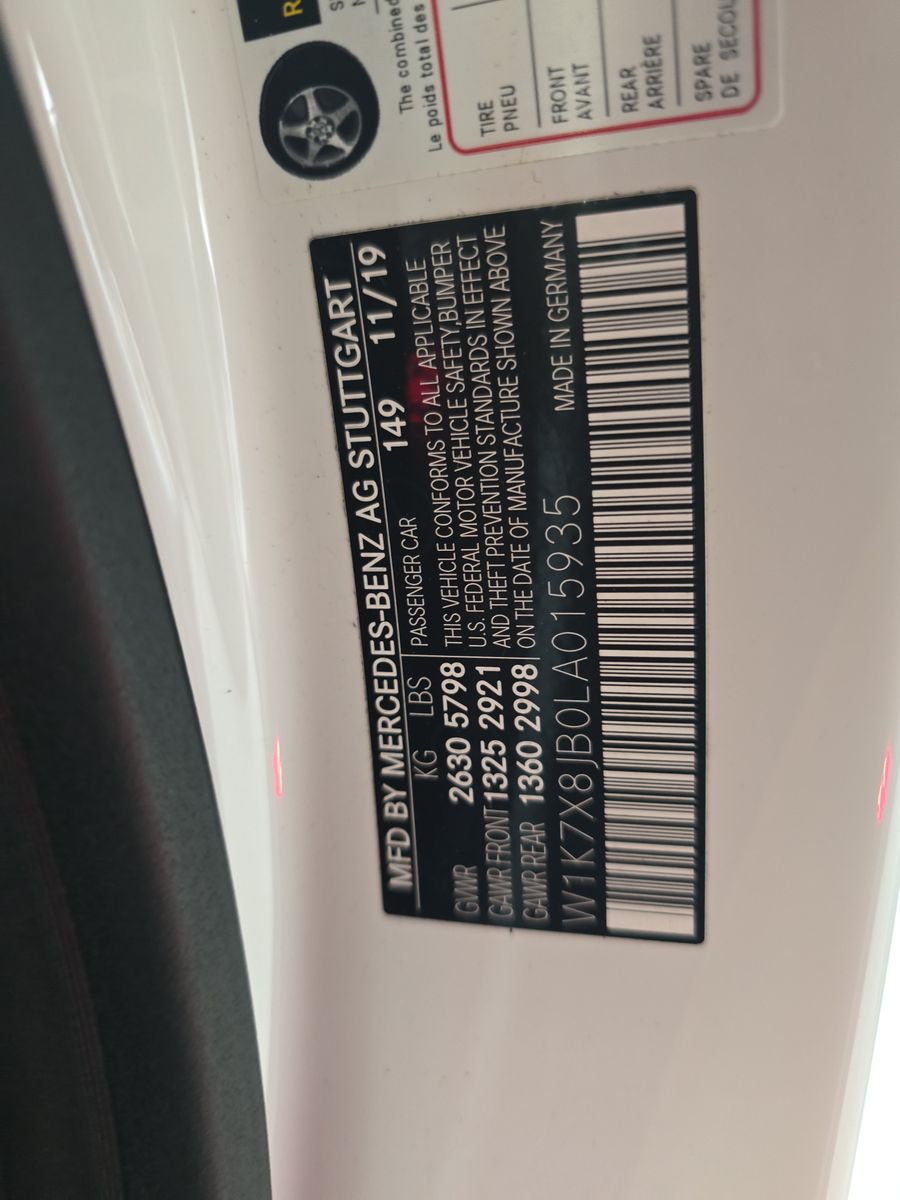 The combined
Le poids total des
TIRE
PNEU
FRONT
AVANT
REAR
ARRIÈRE
SPARE
DE SECOU
MFD BY MERCEDES-BENZ AG STUTTGART
149 11/19
KG LBS PASSENGER CAR
GVWR 2630 5798 THIS VEHICLE CONFORMS TO ALL APPLICABLE
GAWR FRONT 1325 2921 U.S. FEDERAL MOTOR VEHICLE SAFETY, BUMPER
GAWR REAR 1360 2998 AND THEFT PREVENTION STANDARDS IN EFFECT
ON THE DATE OF MANUFACTURE SHOWN ABOVE
W1K7X8JB0LA015935 MADE IN GERMANY